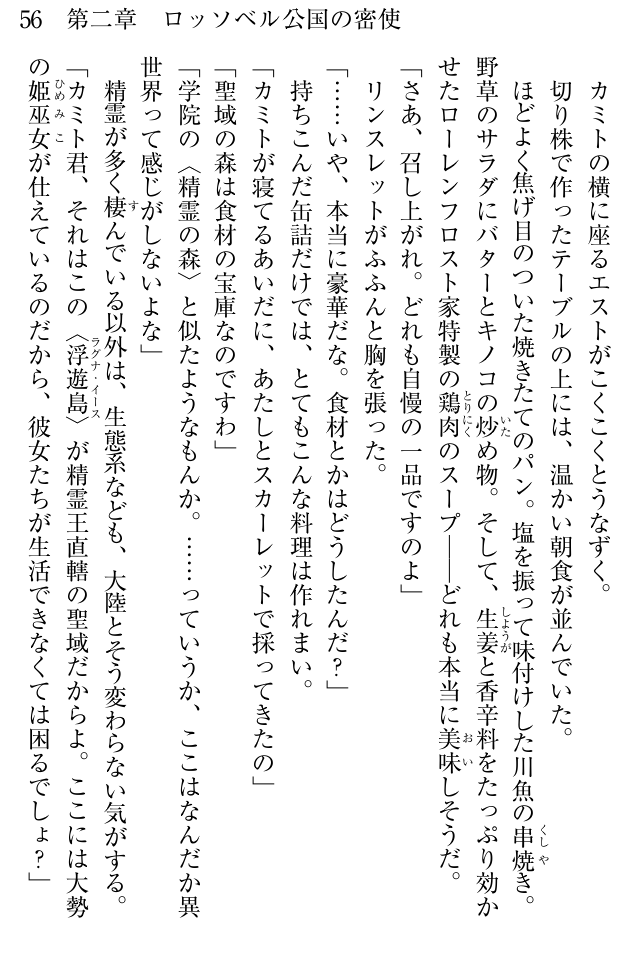 56　第二章　ロッソベル公国の密使
カミトの横に座るエストがこくこくとうなずく。
切り株で作ったテーブルの上には、温かい朝食が並んでいた。
ほどよく焦げ目のついた焼きたてのパン。塩を振って味付けした川魚の串焼き。
野草のサラダにバターとキノコの炒め物。そして、生姜と香辛料をたっぷり効か
せたローレンフロスト家特製の鶏肉のスープ――どれも本当に美味しそうだ。
「さあ、召し上がれ。どれも自慢の一品ですのよ」
リンスレットがふふんと胸を張った。
「……いや、本当に豪華だな。食材とかはどうしたんだ？」
持ちこんだ缶詰だけでは、とてもこんな料理は作れまい。
「カミトが寝てるあいだに、あたしとスカーレットで採ってきたの」
「聖域の森は食材の宝庫なのですわ」
「学院の〈精霊の森〉と似たようなもんか。……っていうか、ここはなんだか異
世界って感じがしないよな」
精霊が多く棲んでいる以外は、生態系なども、大陸とそう変わらない気がする。
「カミト君、それはこの〈浮遊島〉が精霊王直轄の聖域だからよ。ここには大勢
の姫巫女が仕えているのだから、彼女たちが生活できなくては困るでしょ？」